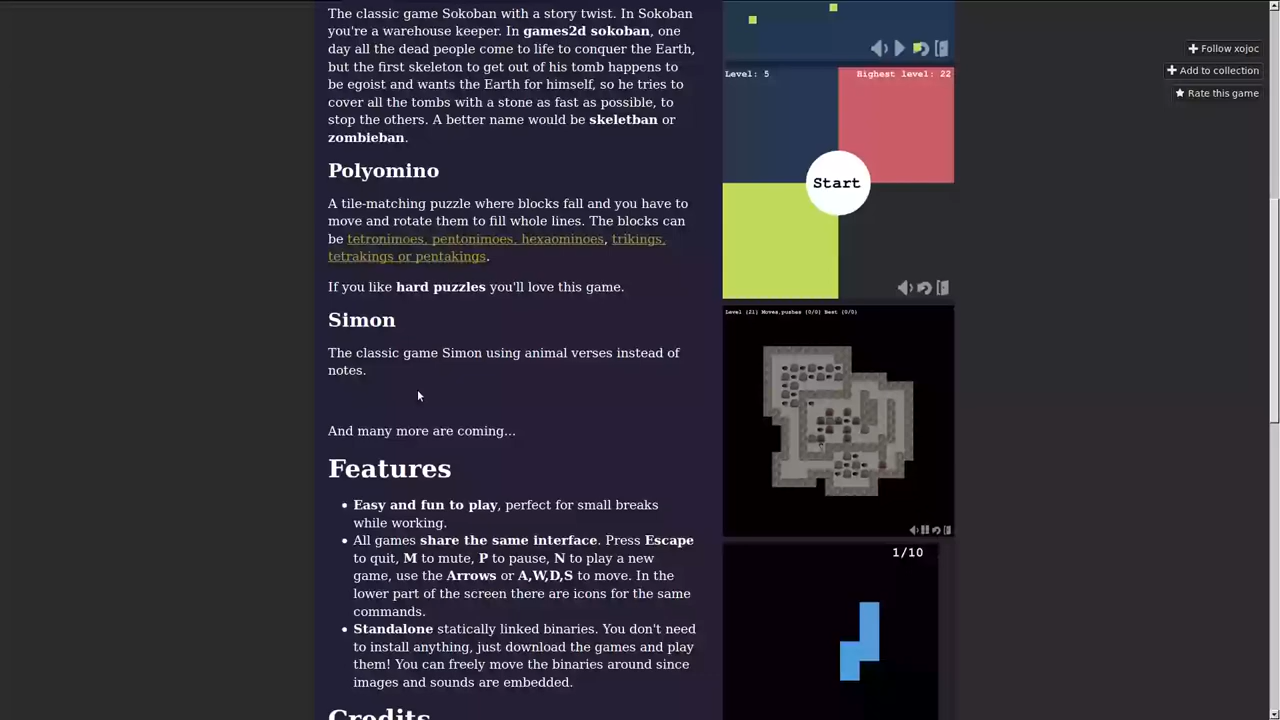 The classic game Sokoban with a story twist. In Sokoban
you're a warehouse keeper. In games2d sokoban, one
day all the dead people come to life to conquer the Earth,
but the first skeleton to get out of his tomb happens to
be egoist and wants the Earth for himself, so he tries to
cover all the tombs with a stone as fast as possible, to
stop the others. A better name would be skeletban or
zombieban.
Polyomino
A tile-matching puzzle where blocks fall and you have to
move and rotate them to fill whole lines. The blocks can
be tetronimoes, pentonimoes, hexaominoes, trikings,
tetrakings or pentakings.
If you like hard puzzles you'll love this game.
Simon
The classic game Simon using animal verses instead of
notes.
And many more are coming...
Features
• Easy and fun to play, perfect for small breaks
while working.
• All games share the same interface. Press Escape
to quit, M to mute, P to pause, N to play a new
game, use the Arrows or A,W,D,S to move. In the
lower part of the screen there are icons for the same
commands.
• Standalone statically linked binaries. You don't need
to install anything, just download the games and play
them! You can freely move the binaries around since
images and sounds are embedded.
Credits
Level: 5
Highest level: 22
Start
Level (21) Moves,pushes (0/0) Best (0/0)
1/10
Follow xojoc
Add to collection
Rate this game